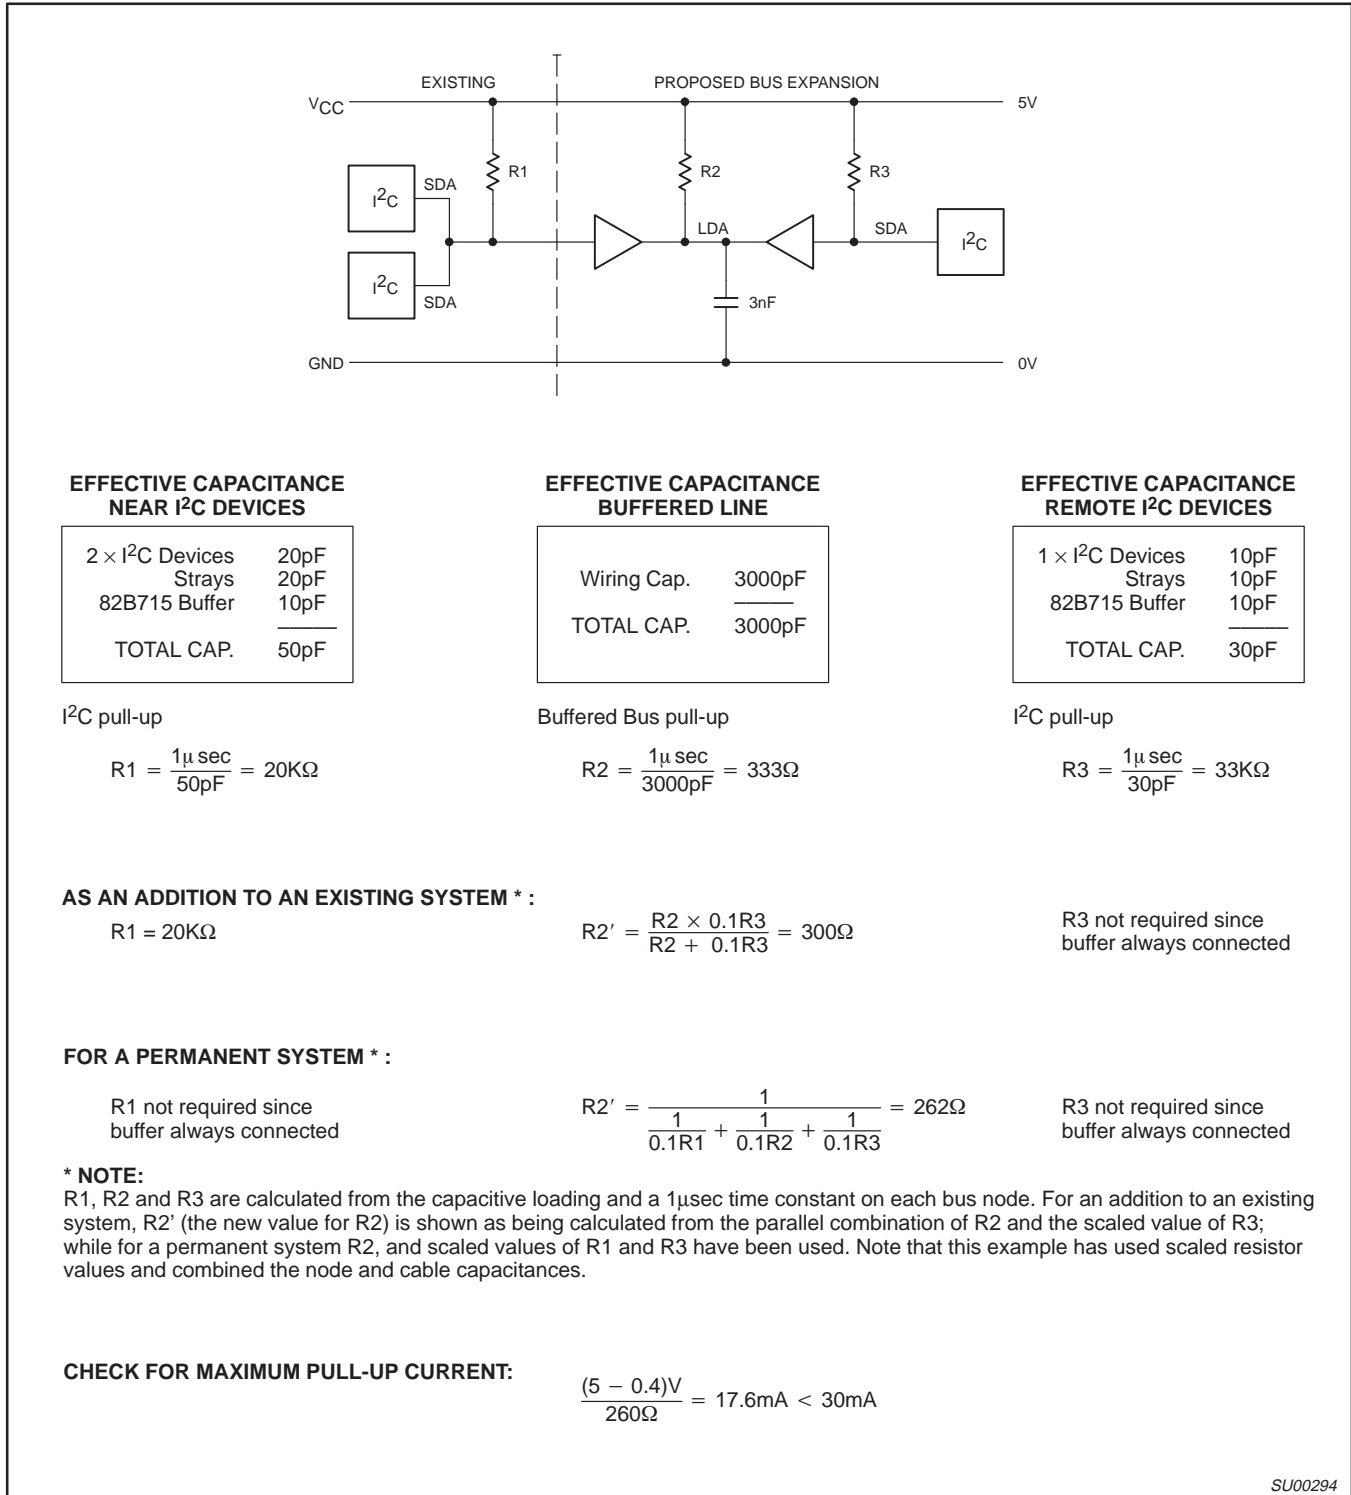 EXISTING
PROPOSED BUS EXPANSION
VCC
5V
R1
R2
R3
SDA
I2C
LDA
SDA
I2C
I2C
SDA
3nF
GND
0V
EFFECTIVE CAPACITANCE
NEAR I2C DEVICES
2 × I2C Devices 20pF
Strays 20pF
82B715 Buffer 10pF
TOTAL CAP. 50pF
I2C pull-up
R1 = 1μ sec / 50pF = 20KΩ
EFFECTIVE CAPACITANCE
BUFFERED LINE
Wiring Cap. 3000pF
TOTAL CAP. 3000pF
Buffered Bus pull-up
R2 = 1μ sec / 3000pF = 333Ω
EFFECTIVE CAPACITANCE
REMOTE I2C DEVICES
1 × I2C Devices 10pF
Strays 10pF
82B715 Buffer 10pF
TOTAL CAP. 30pF
I2C pull-up
R3 = 1μ sec / 30pF = 33KΩ
AS AN ADDITION TO AN EXISTING SYSTEM * :
R1 = 20KΩ
R2′ = R2 × 0.1R3 / R2 + 0.1R3 = 300Ω
R3 not required since
buffer always connected
FOR A PERMANENT SYSTEM * :
R1 not required since
buffer always connected
R2′ = 1 / 1/0.1R1 + 1/0.1R2 + 1/0.1R3 = 262Ω
R3 not required since
buffer always connected
* NOTE:
R1, R2 and R3 are calculated from the capacitive loading and a 1μsec time constant on each bus node. For an addition to an existing
system, R2' (the new value for R2) is shown as being calculated from the parallel combination of R2 and the scaled value of R3;
while for a permanent system R2, and scaled values of R1 and R3 have been used. Note that this example has used scaled resistor
values and combined the node and cable capacitances.
CHECK FOR MAXIMUM PULL-UP CURRENT:
(5 − 0.4)V / 260Ω = 17.6mA < 30mA
SU00294